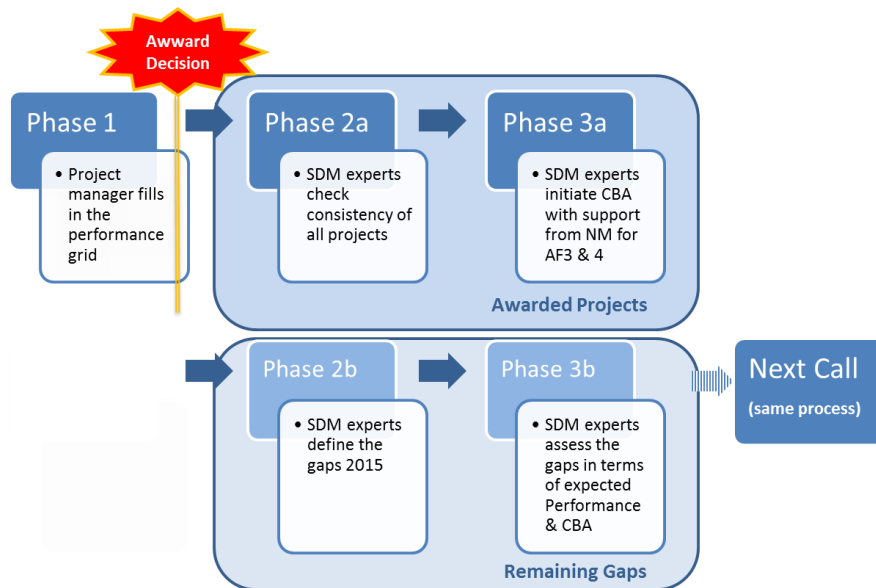 Awward
Decision
Phase 1
• Project
manager fills
in the
performance
grid
Phase 2a
• SDM experts
check
consistency of
all projects
Phase 3a
• SDM experts
initiate CBA
with support
from NM for
AF3 & 4
Awarded Projects
Phase 2b
• SDM experts
define the
gaps 2015
Phase 3b
• SDM experts
assess the
gaps in terms
of expected
Performance
& CBA
Remaining Gaps
Next Call
(same process)